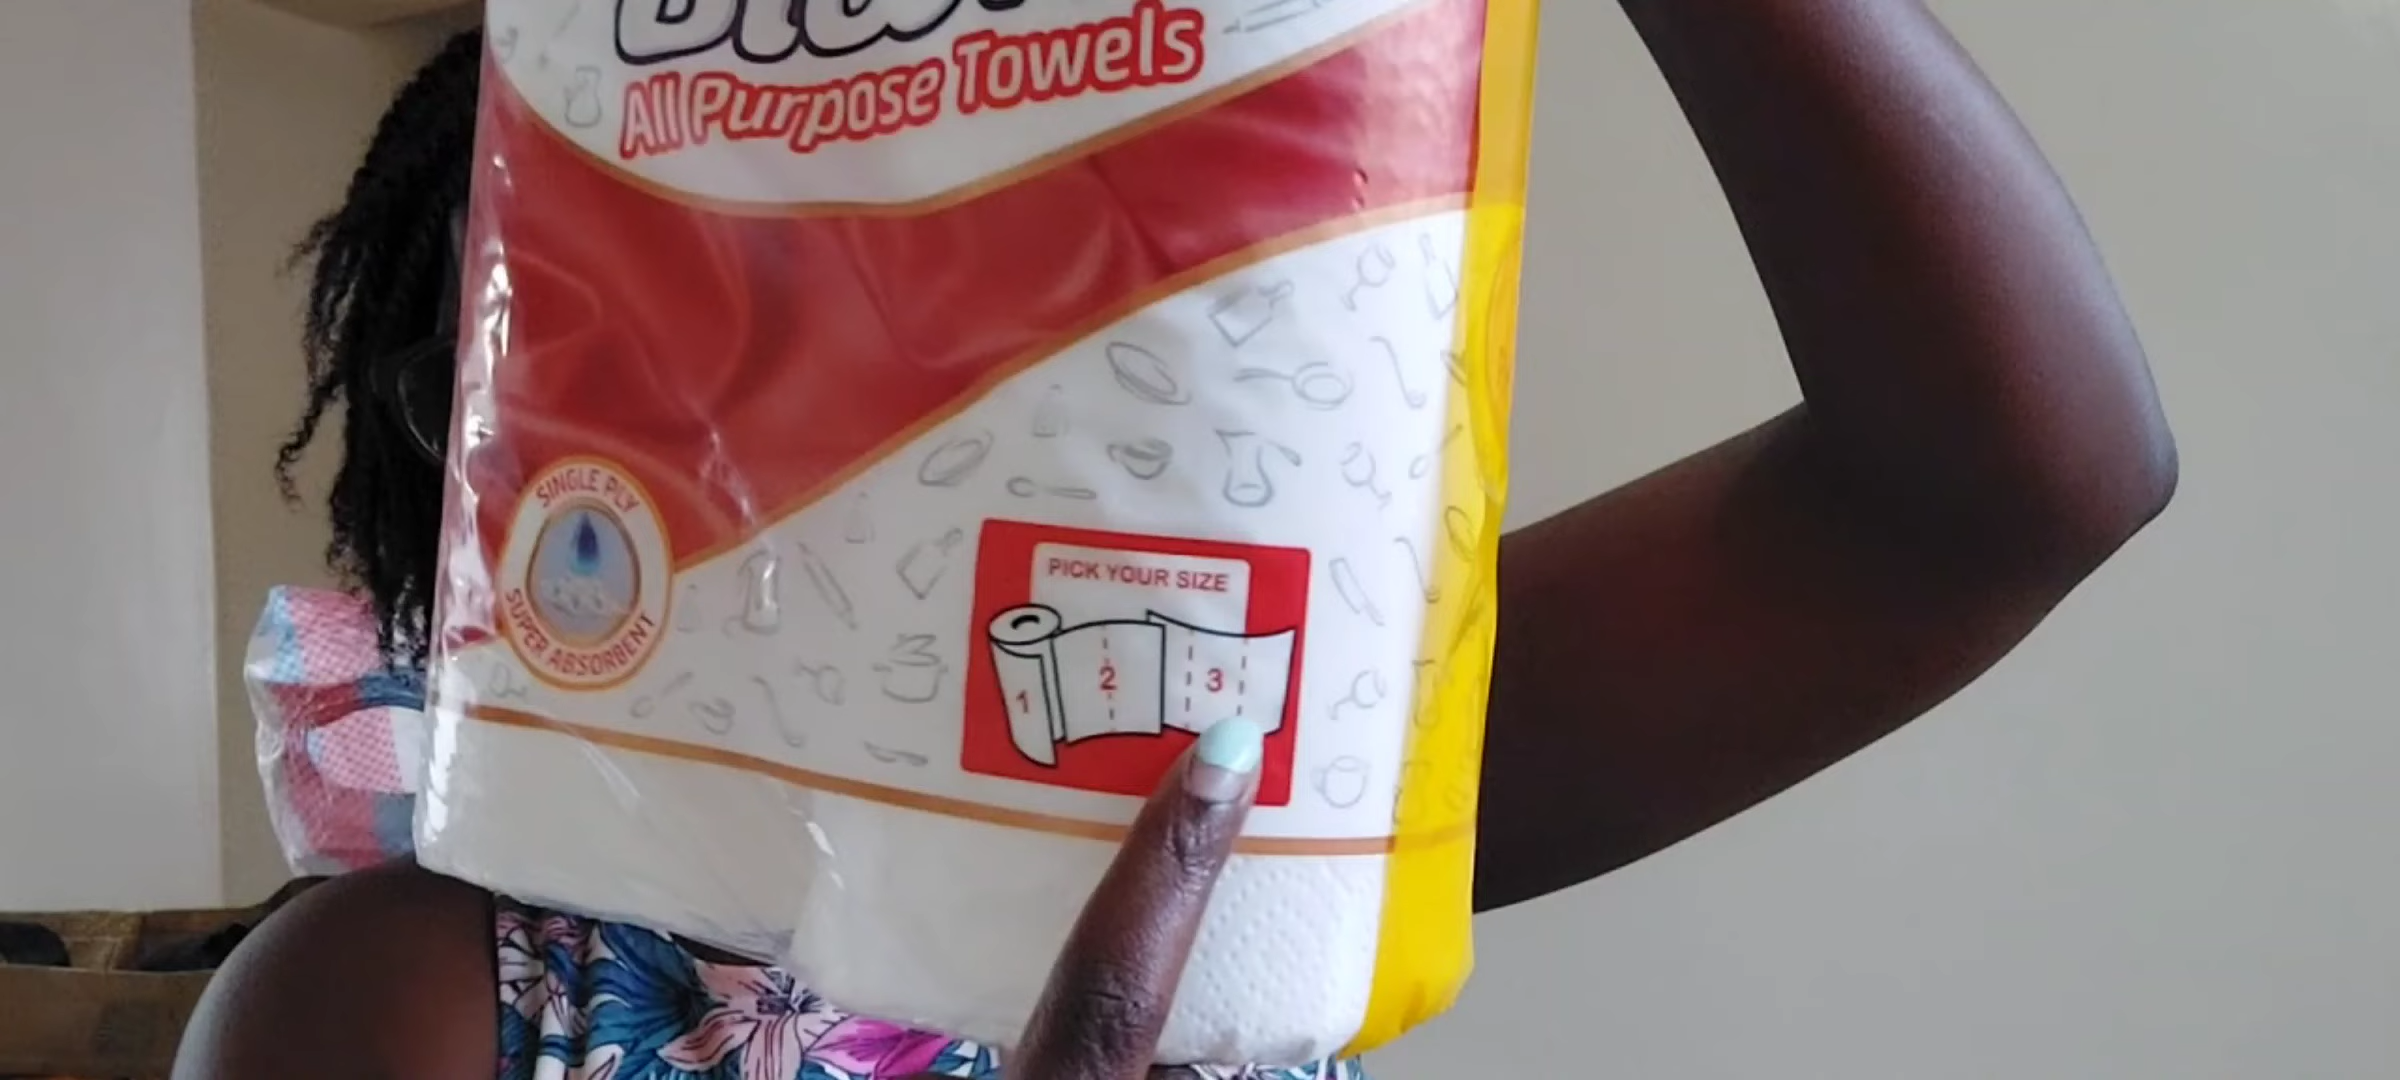 All Purpose Towels
SINGLE PLY
SUPER ABSORBENT
PICK YOUR SIZE
1 2 3